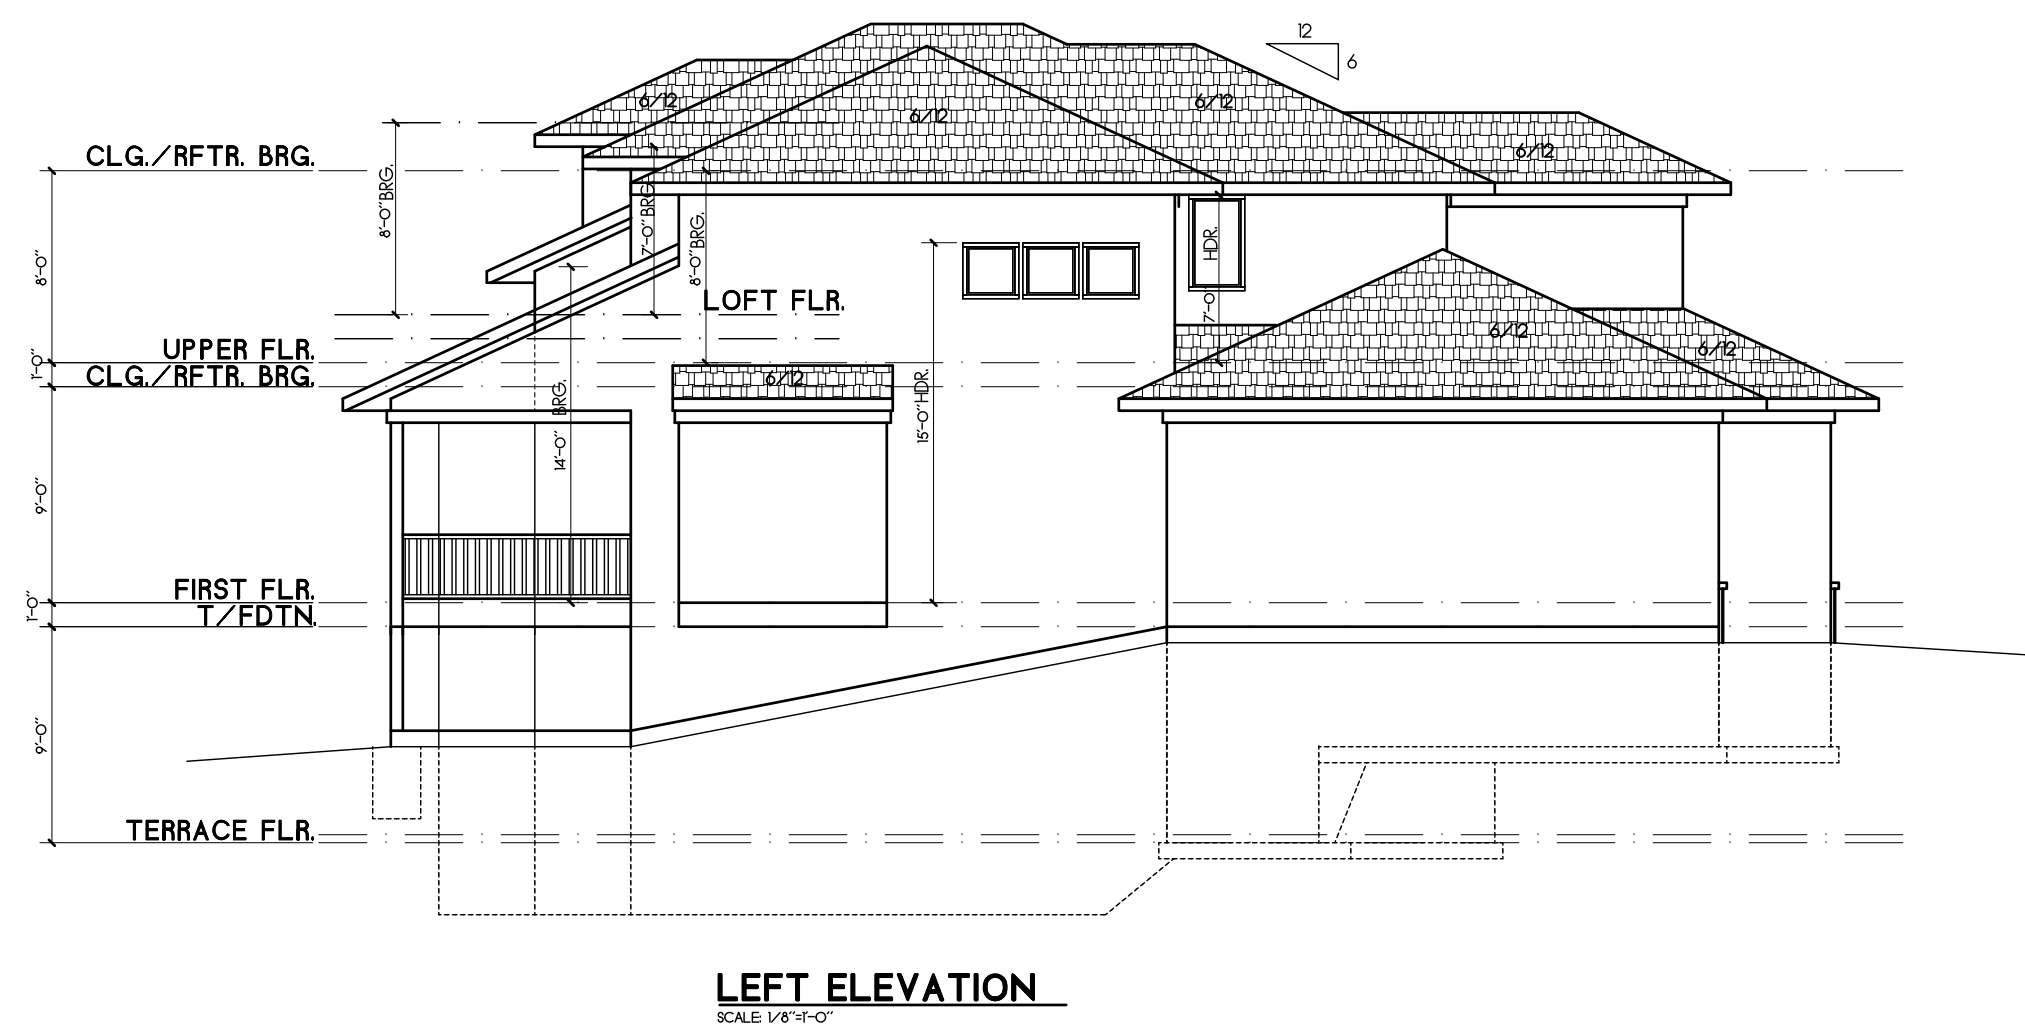 12
6
6/12
6/12
6/12
6/12
CLG./RFTR. BRG.
8'-0" BRG.
7'-0" BRG.
8'-0" BRG.
HDR.
7'-0"
8'-0"
LOFT FLR.
6/12
6/12
UPPER FLR.
1'-0"
CLG./RFTR. BRG.
6/12
14'-0" BRG.
15'-0" HDR.
9'-0"
FIRST FLR.
1'-0"
T/FDTN.
9'-0"
TERRACE FLR.
LEFT ELEVATION
SCALE: 1/8"=1'-0"